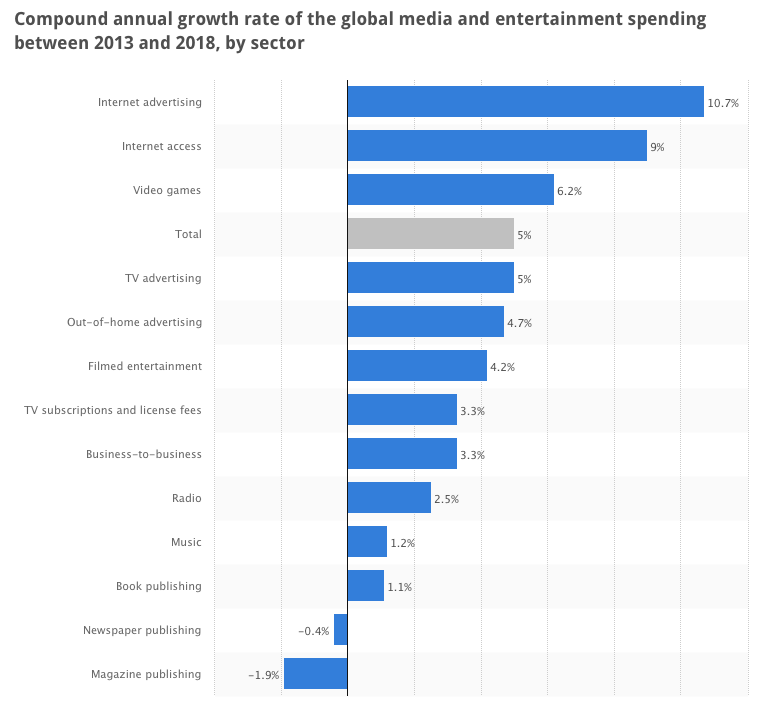 Compound annual growth rate of the global media and entertainment spending
between 2013 and 2018, by sector
Internet advertising 10.7%
Internet access 9%
Video games 6.2%
Total 5%
TV advertising 5%
Out-of-home advertising 4.7%
Filmed entertainment 4.2%
TV subscriptions and license fees 3.3%
Business-to-business 3.3%
Radio 2.5%
Music 1.2%
Book publishing 1.1%
Newspaper publishing −0.4%
Magazine publishing −1.9%